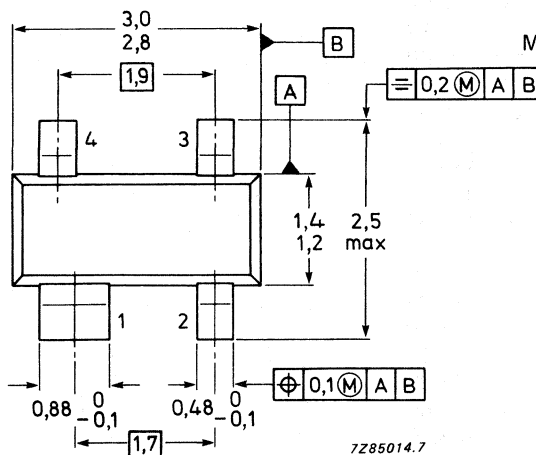 3,0
2,8
B
M
1,9
A
⌯ 0,2 Ⓜ A B
4
3
1,4
1,2
2,5
max
1
2
⌖ 0,1 Ⓜ A B
0,88 0 -0,1
0,48 0 -0,1
1,7
7Z85014.7